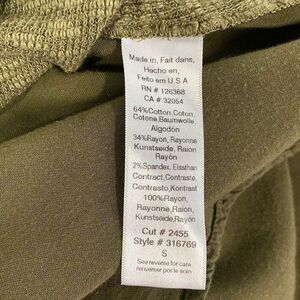 Made in, Fait dans,
Hecho en,
Feito em U.S.A
RN # 126368
CA # 32054
64%Cotton,Coton,
Cotone,Baumwolle,
Algodón
34%Rayon, Rayonne
Kunstseide, Raion
Rayón
2%Spandex, Elasthan
Contract,Contraste
Contrasto,Kontrast
100%Rayon,
Rayonne,Raion,
Kunstseide,Rayón
Cut # 2455
Style # 316769
S
See reverse for care
renverser por le soin